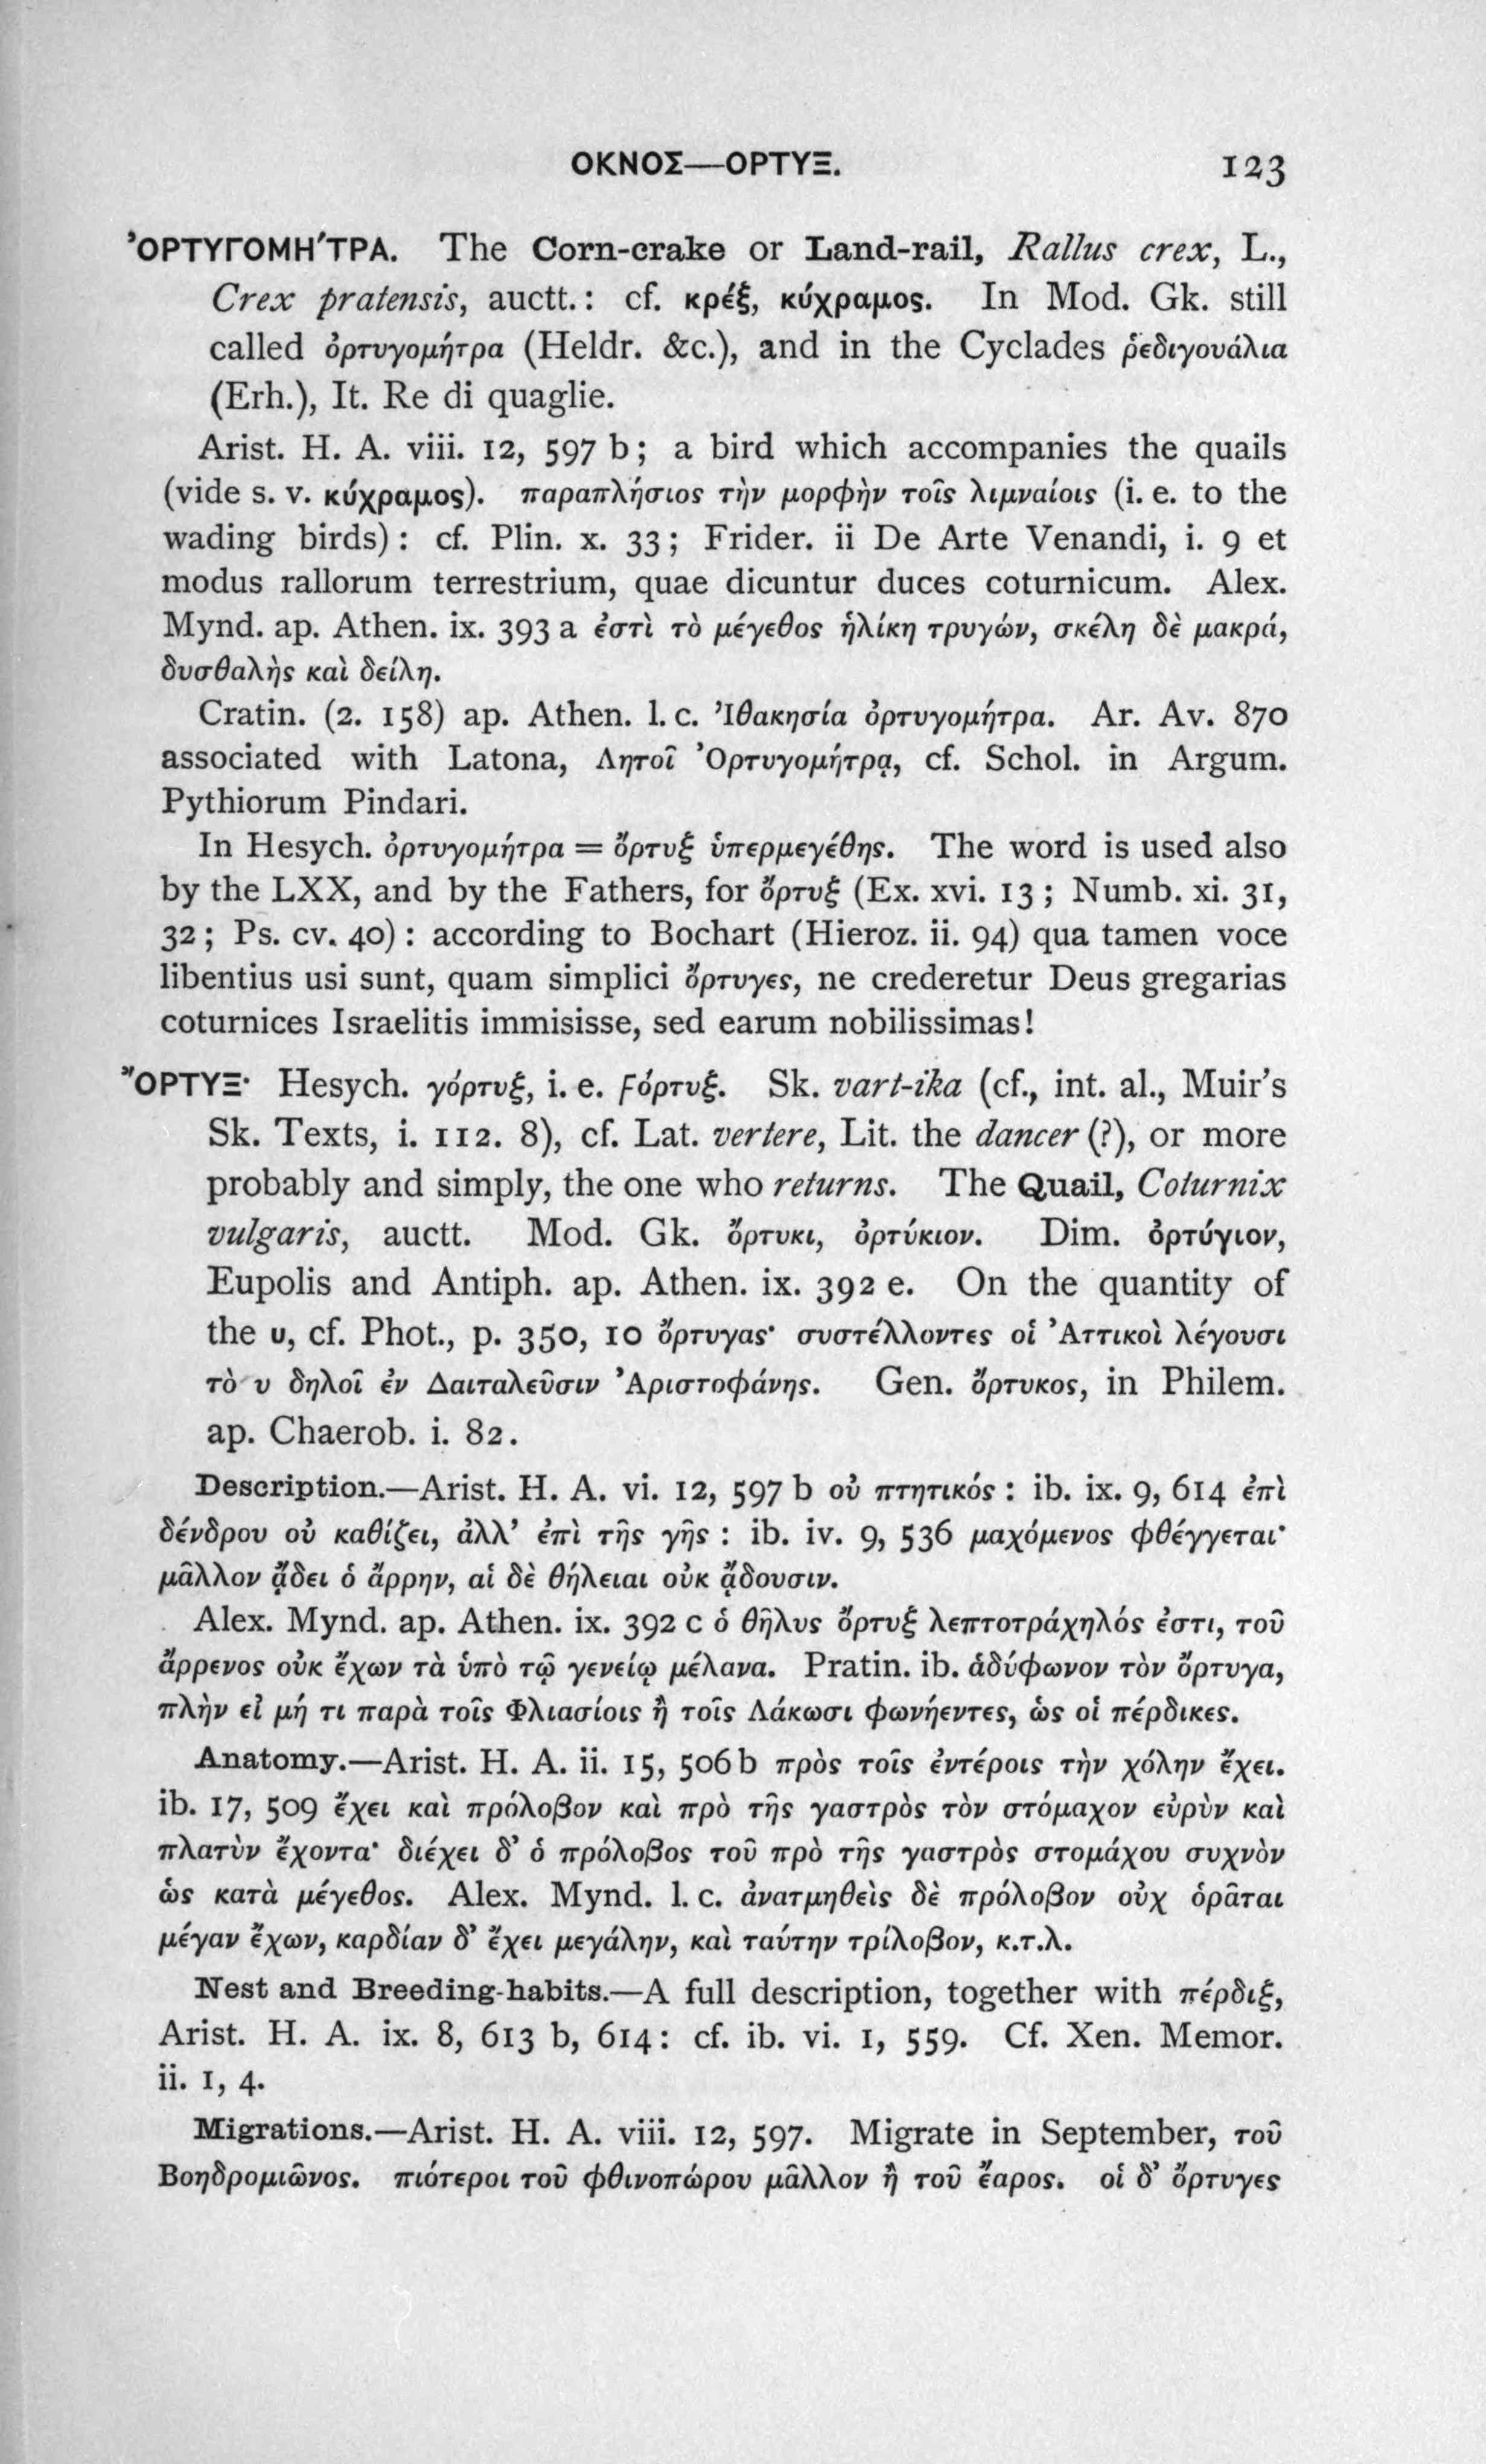 ΟΚΝΟΣ—ΟΡΤΥΞ. 123
ʼΟΡΤΥΓΟΜΗʹΤΡΑ. The Corn-crake or Land-rail, Rallus crex, L.,
Crex pratensis, auctt.: cf. κρέξ, κύχραμος. In Mod. Gk. still
called ὀρτυγομήτρα (Heldr. &c.), and in the Cyclades ῥεδιγουάλια
(Erh.), It. Re di quaglie.
Arist. H. A. viii. 12, 597 b; a bird which accompanies the quails
(vide s. v. κύχραμος). παραπλήσιος τὴν μορφὴν τοῖς λιμναίοις (i. e. to the
wading birds): cf. Plin. x. 33; Frider. ii De Arte Venandi, i. 9 et
modus rallorum terrestrium, quae dicuntur duces coturnicum. Alex.
Mynd. ap. Athen. ix. 393 a ἐστὶ τὸ μέγεθος ἡλίκη τρυγών, σκέλη δὲ μακρά,
δυσθαλὴς καὶ δείλη.
Cratin. (2. 158) ap. Athen. l. c. Ἰθακησία ὀρτυγομήτρα. Ar. Av. 870
associated with Latona, Λητοῖ Ὀρτυγομήτρᾳ, cf. Schol. in Argum.
Pythiorum Pindari.
In Hesych. ὀρτυγομήτρα = ὄρτυξ ὑπερμεγέθης. The word is used also
by the LXX, and by the Fathers, for ὄρτυξ (Ex. xvi. 13; Numb. xi. 31,
32; Ps. cv. 40): according to Bochart (Hieroz. ii. 94) qua tamen voce
libentius usi sunt, quam simplici ὄρτυγες, ne crederetur Deus gregarias
coturnices Israelitis immisisse, sed earum nobilissimas!
ὌΡΤΥΞ· Hesych. γόρτυξ, i. e. ϝόρτυξ. Sk. vart-ika (cf., int. al., Muir's
Sk. Texts, i. 112. 8), cf. Lat. vertere, Lit. the dancer (?), or more
probably and simply, the one who returns. The Quail, Coturnix
vulgaris, auctt. Mod. Gk. ὄρτυκι, ὀρτύκιον. Dim. ὀρτύγιον,
Eupolis and Antiph. ap. Athen. ix. 392 e. On the quantity of
the υ, cf. Phot., p. 350, 10 ὄρτυγας· συστέλλοντες οἱ Ἀττικοὶ λέγουσι
τὸ υ δηλοῖ ἐν Δαιταλεῦσιν Ἀριστοφάνης. Gen. ὄρτυκος, in Philem.
ap. Chaerob. i. 82.
Description.—Arist. H. A. vi. 12, 597 b οὐ πτητικός: ib. ix. 9, 614 ἐπὶ
δένδρου οὐ καθίζει, ἀλλ' ἐπὶ τῆς γῆς: ib. iv. 9, 536 μαχόμενος φθέγγεται·
μᾶλλον ᾄδει ὁ ἄρρην, αἱ δὲ θήλειαι οὐκ ᾄδουσιν.
Alex. Mynd. ap. Athen. ix. 392 c ὁ θῆλυς ὄρτυξ λεπτοτράχηλός ἐστι, τοῦ
ἄρρενος οὐκ ἔχων τὰ ὑπὸ τῷ γενείῳ μέλανα. Pratin. ib. ἁδύφωνον τὸν ὄρτυγα,
πλὴν εἰ μή τι παρὰ τοῖς Φλιασίοις ἢ τοῖς Λάκωσι φωνήεντες, ὡς οἱ πέρδικες.
Anatomy.—Arist. H. A. ii. 15, 506 b πρὸς τοῖς ἐντέροις τὴν χόλην ἔχει.
ib. 17, 509 ἔχει καὶ πρόλοβον καὶ πρὸ τῆς γαστρὸς τὸν στόμαχον εὐρὺν καὶ
πλατὺν ἔχοντα· διέχει δ' ὁ πρόλοβος τοῦ πρὸ τῆς γαστρὸς στομάχου συχνὸν
ὡς κατὰ μέγεθος. Alex. Mynd. l. c. ἀνατμηθεὶς δὲ πρόλοβον οὐχ ὁρᾶται
μέγαν ἔχων, καρδίαν δ' ἔχει μεγάλην, καὶ ταύτην τρίλοβον, κ.τ.λ.
Nest and Breeding-habits.—A full description, together with πέρδιξ,
Arist. H. A. ix. 8, 613 b, 614: cf. ib. vi. 1, 559. Cf. Xen. Memor.
ii. 1, 4.
Migrations.—Arist. H. A. viii. 12, 597. Migrate in September, τοῦ
Βοηδρομιῶνος. πιότεροι τοῦ φθινοπώρου μᾶλλον ἢ τοῦ ἔαρος. οἱ δ' ὄρτυγες